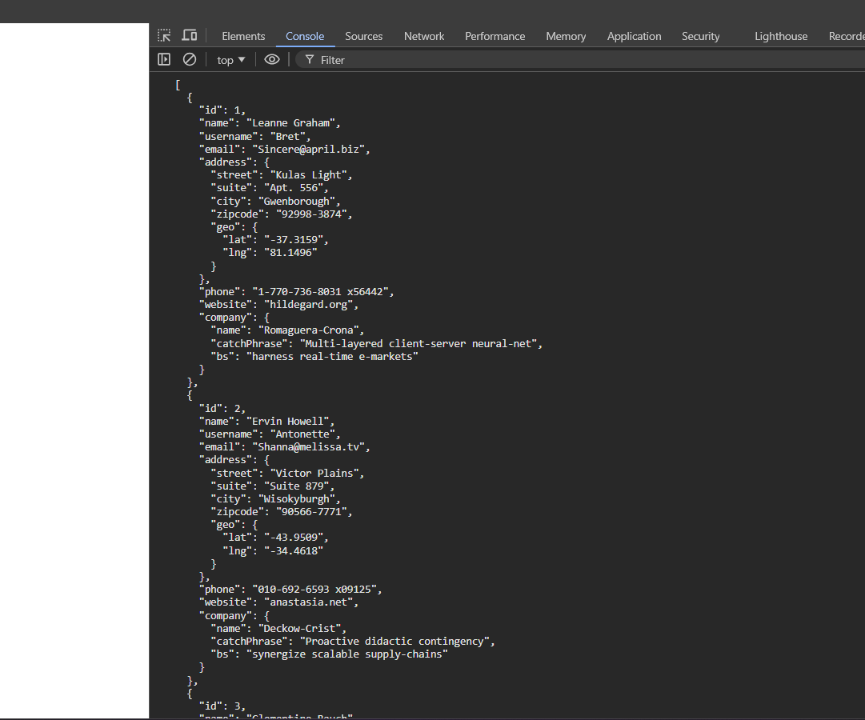 Elements Console Sources Network Performance Memory Application Security Lighthouse Recorde
top Filter
[
{
"id": 1,
"name": "Leanne Graham",
"username": "Bret",
"email": "Sincere@april.biz",
"address": {
"street": "Kulas Light",
"suite": "Apt. 556",
"city": "Gwenborough",
"zipcode": "92998-3874",
"geo": {
"lat": "-37.3159",
"lng": "81.1496"
}
},
"phone": "1-770-736-8031 x56442",
"website": "hildegard.org",
"company": {
"name": "Romaguera-Crona",
"catchPhrase": "Multi-layered client-server neural-net",
"bs": "harness real-time e-markets"
}
},
{
"id": 2,
"name": "Ervin Howell",
"username": "Antonette",
"email": "Shanna@melissa.tv",
"address": {
"street": "Victor Plains",
"suite": "Suite 879",
"city": "Wisokyburgh",
"zipcode": "90566-7771",
"geo": {
"lat": "-43.9509",
"lng": "-34.4618"
}
},
"phone": "010-692-6593 x09125",
"website": "anastasia.net",
"company": {
"name": "Deckow-Crist",
"catchPhrase": "Proactive didactic contingency",
"bs": "synergize scalable supply-chains"
}
},
{
"id": 3,
"name": "Clementine Bauch"